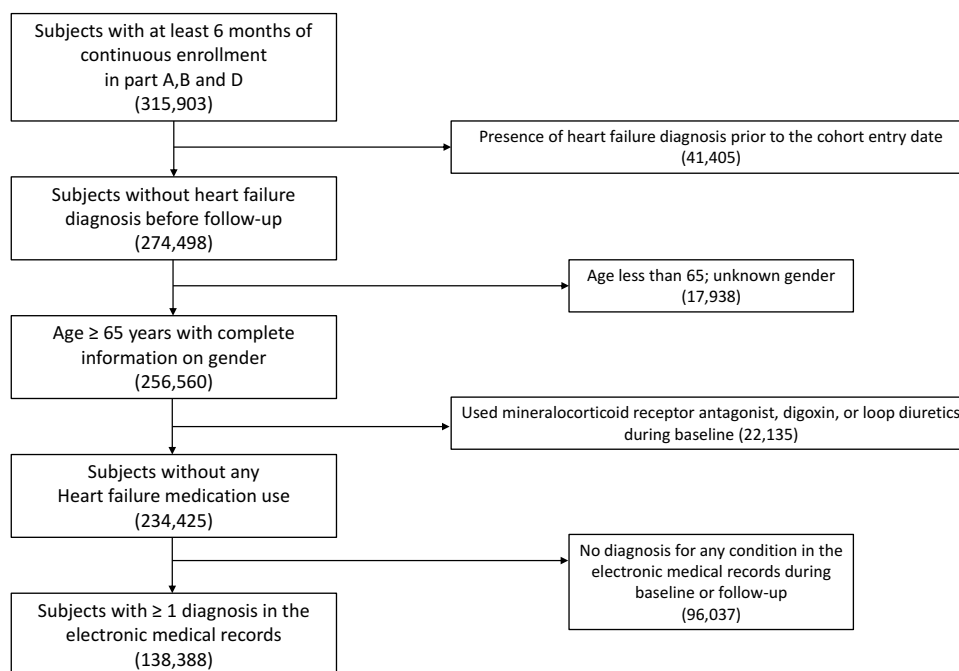 Subjects with at least 6 months of
continuous enrollment
in part A,B and D
(315,903)
Presence of heart failure diagnosis prior to the cohort entry date
(41,405)
Subjects without heart failure
diagnosis before follow-up
(274,498)
Age less than 65; unknown gender
(17,938)
Age ≥ 65 years with complete
information on gender
(256,560)
Used mineralocorticoid receptor antagonist, digoxin, or loop diuretics
during baseline (22,135)
Subjects without any
Heart failure medication use
(234,425)
No diagnosis for any condition in the
electronic medical records during
baseline or follow-up
(96,037)
Subjects with ≥ 1 diagnosis in the
electronic medical records
(138,388)